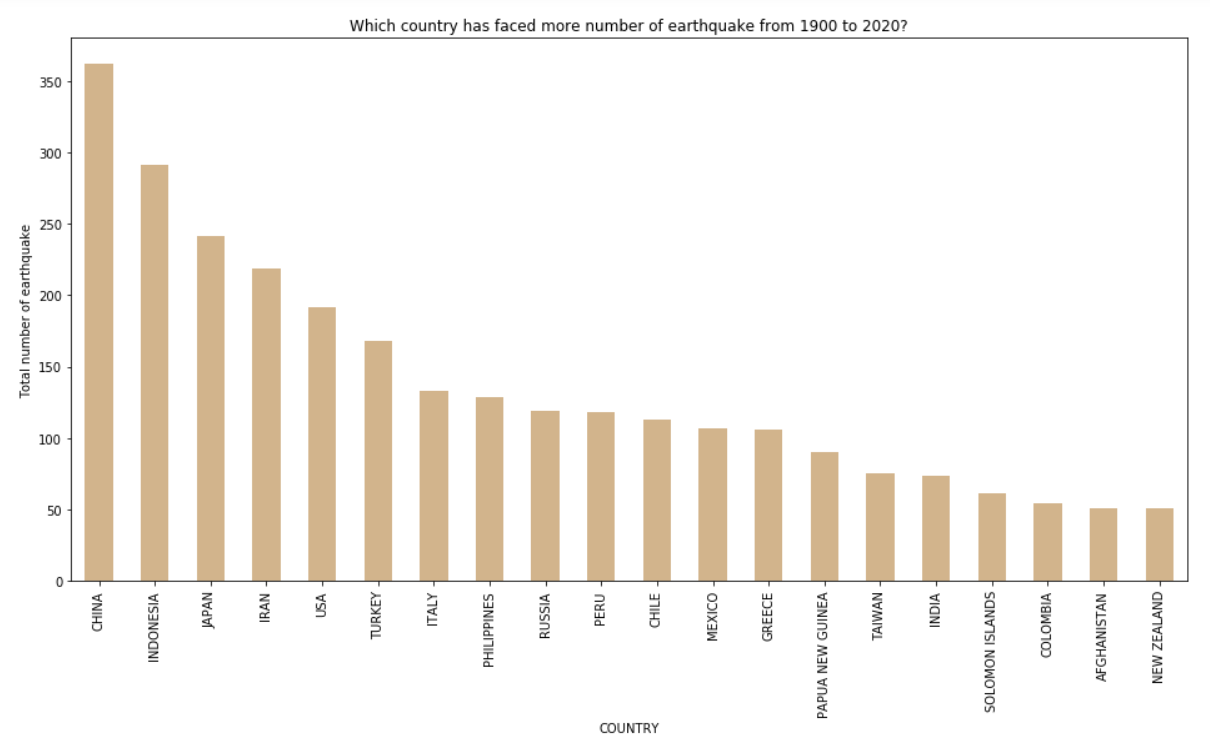 Which country has faced more number of earthquake from 1900 to 2020?
Total number of earthquake
350
300
250
200
150
100
50
0
CHINA
INDONESIA
JAPAN
IRAN
USA
TURKEY
ITALY
PHILIPPINES
RUSSIA
PERU
CHILE
MEXICO
GREECE
PAPUA NEW GUINEA
TAIWAN
INDIA
SOLOMON ISLANDS
COLOMBIA
AFGHANISTAN
NEW ZEALAND
COUNTRY